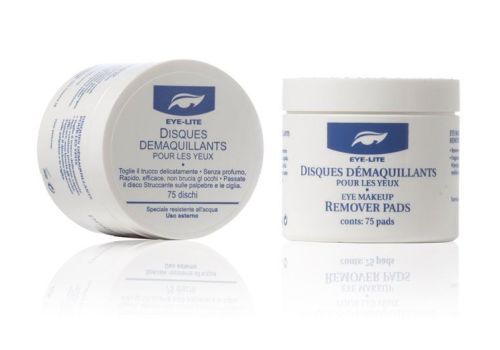 EYE-LITE
DISQUES
DEMAQUILLANTS
POUR LES YEUX
Toglie il trucco delicatamente • Senza profumo,
Rapido, efficace, non brucia gl occhi • Passate
il disco Struccante sulle palpebre e le ciglia.
75 dischi
Speciale resistente all'acqua
Uso esterno
EYE-LITE
DISQUES DÉMAQUILLANTS
POUR LES YEUX
EYE MAKEUP
REMOVER PADS
conts: 75 pads